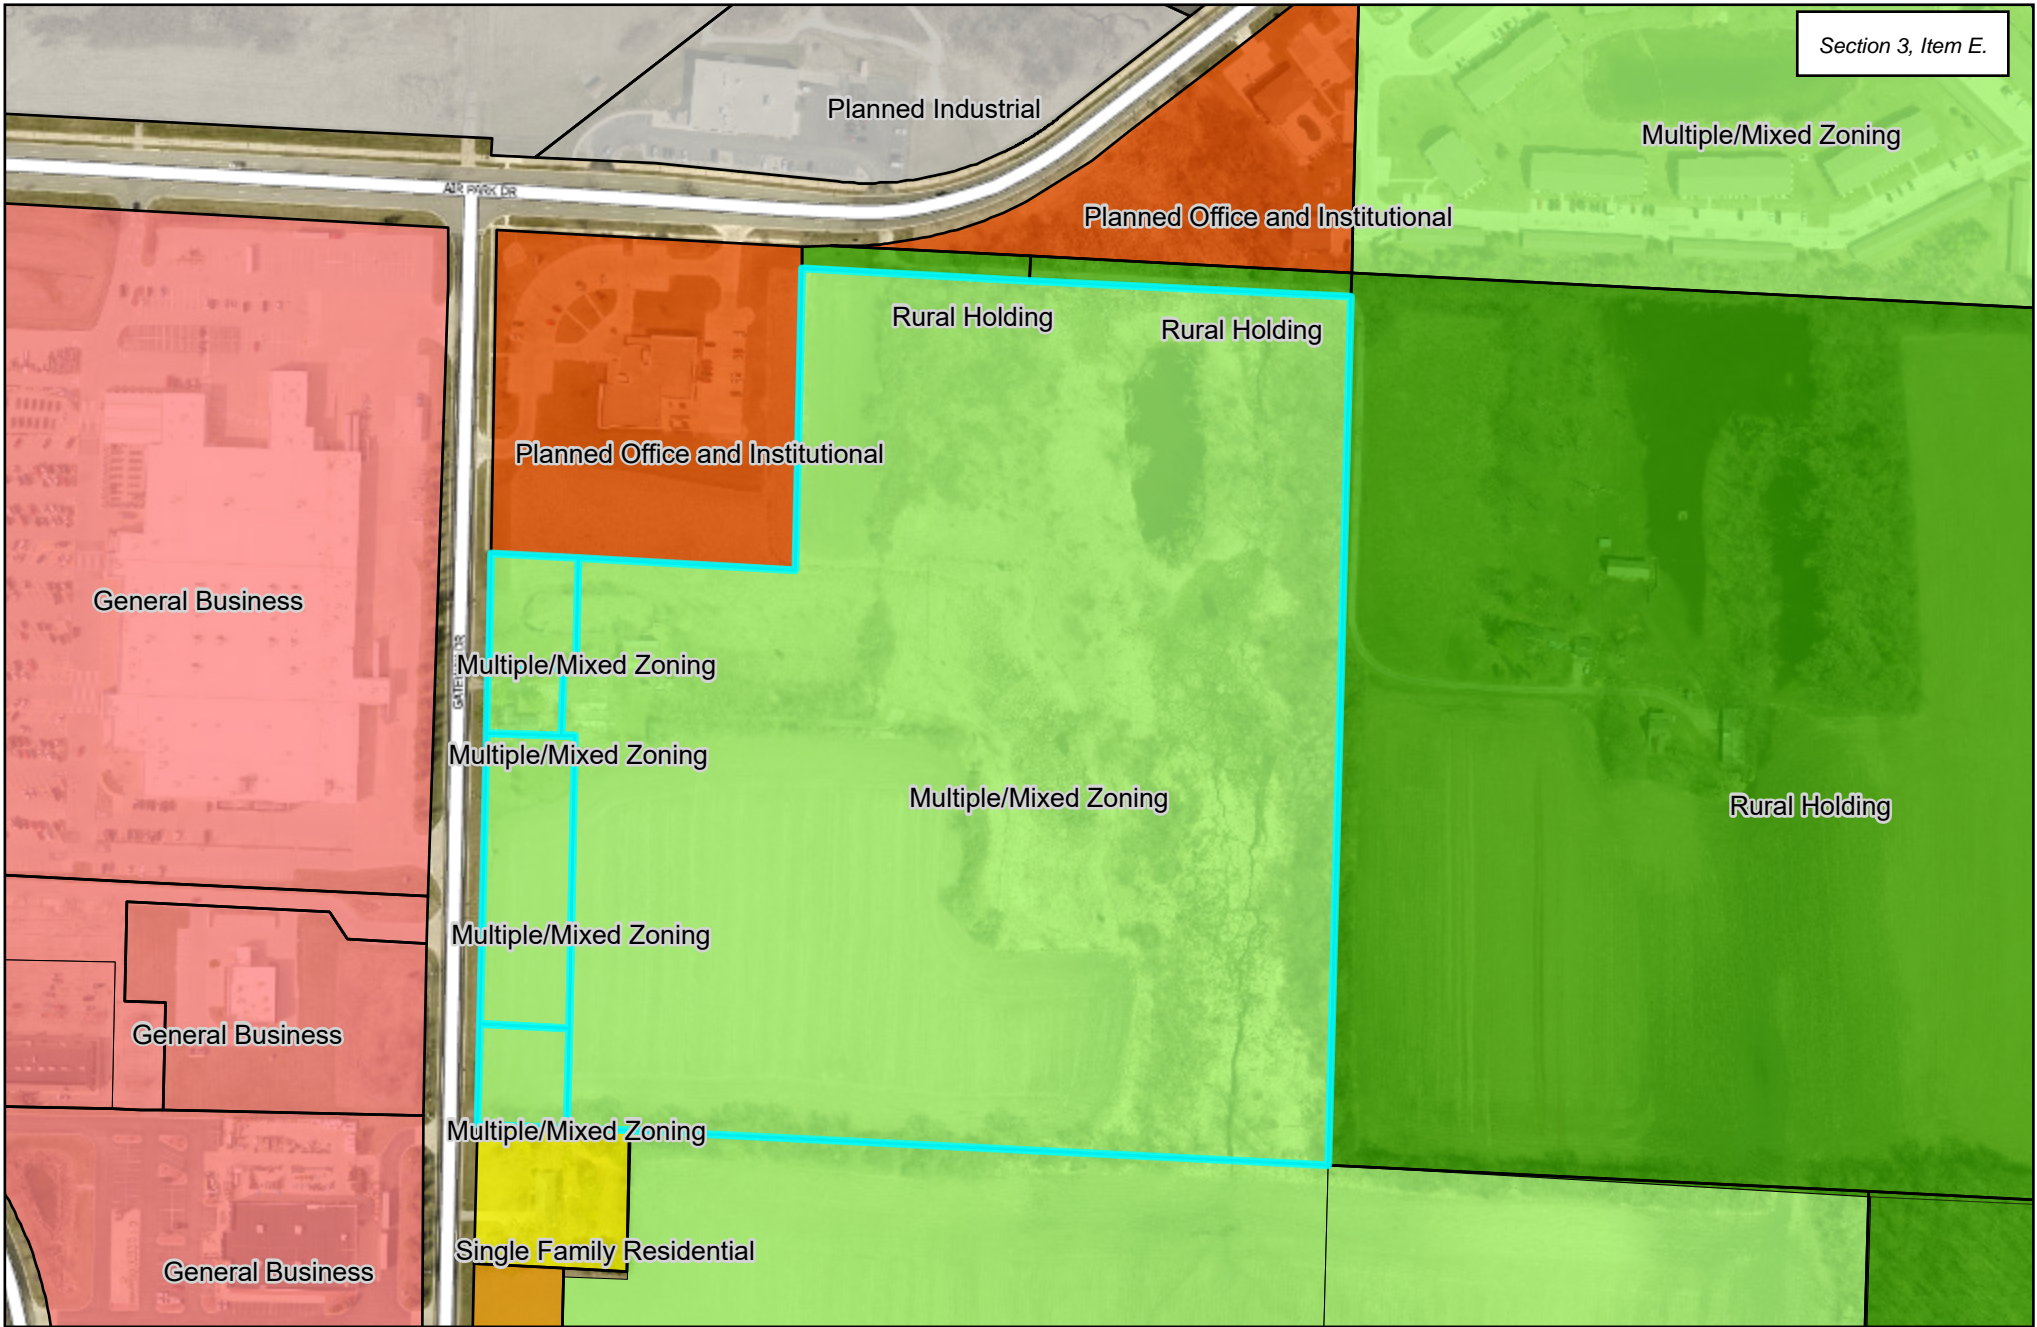 Section 3, Item E.
Planned Industrial
Multiple/Mixed Zoning
AIR PARK DR
Planned Office and Institutional
Rural Holding
Rural Holding
Planned Office and Institutional
General Business
Multiple/Mixed Zoning
Multiple/Mixed Zoning
Multiple/Mixed Zoning
Rural Holding
Multiple/Mixed Zoning
General Business
Multiple/Mixed Zoning
Single Family Residential
General Business